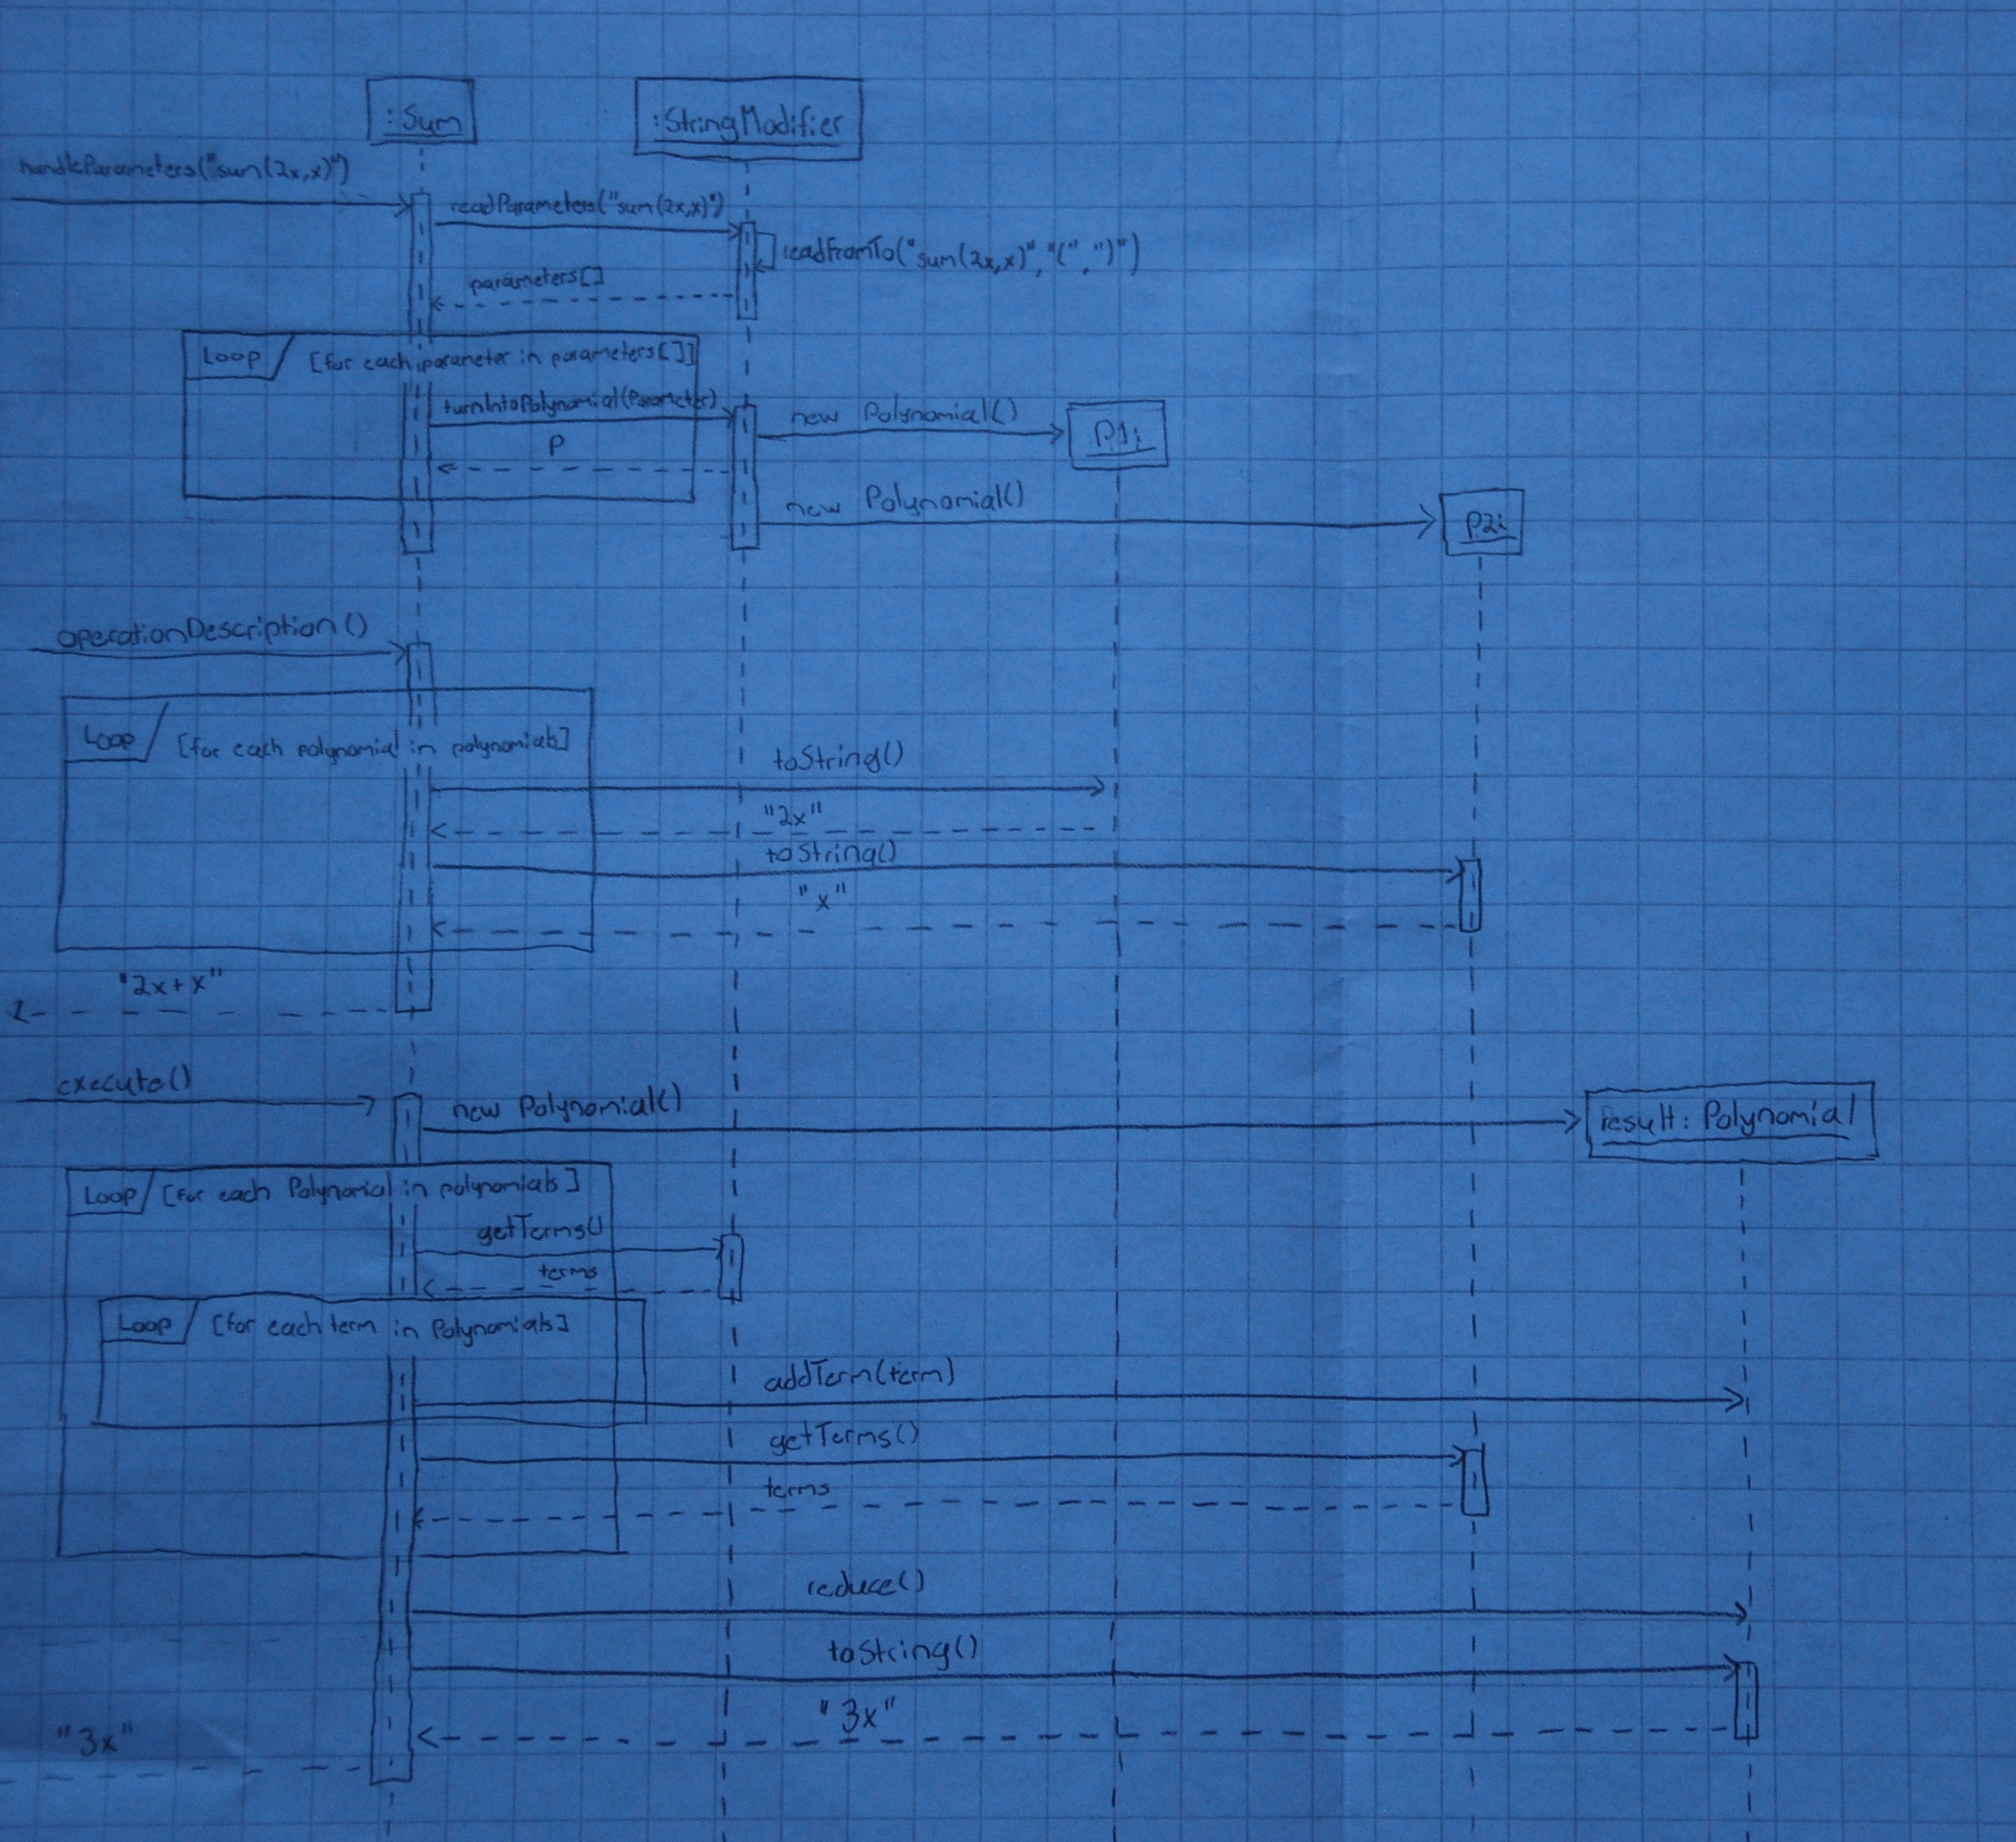 :Sum
:StringModifier
handleParameters("sum(2x,x)")
readParameters("sum(2x,x)")
readFromTo("sum(2x,x)", "(", ")")
parameters[]
Loop
[for each parameter in parameters[]]
turnIntoPolynomial(Parameter)
new Polynomial()
P1:
P
new Polynomial()
P2:
operationDescription()
Loop
[for each polynomial in polynomials]
toString()
"2x"
toString()
"x"
"2x+x"
execute()
new Polynomial()
result: Polynomial
Loop
[for each Polynomial in polynomials]
getTerms()
terms
Loop
[for each term in Polynomials]
addTerm(term)
getTerms()
terms
reduce()
toString()
"3x"
"3x"